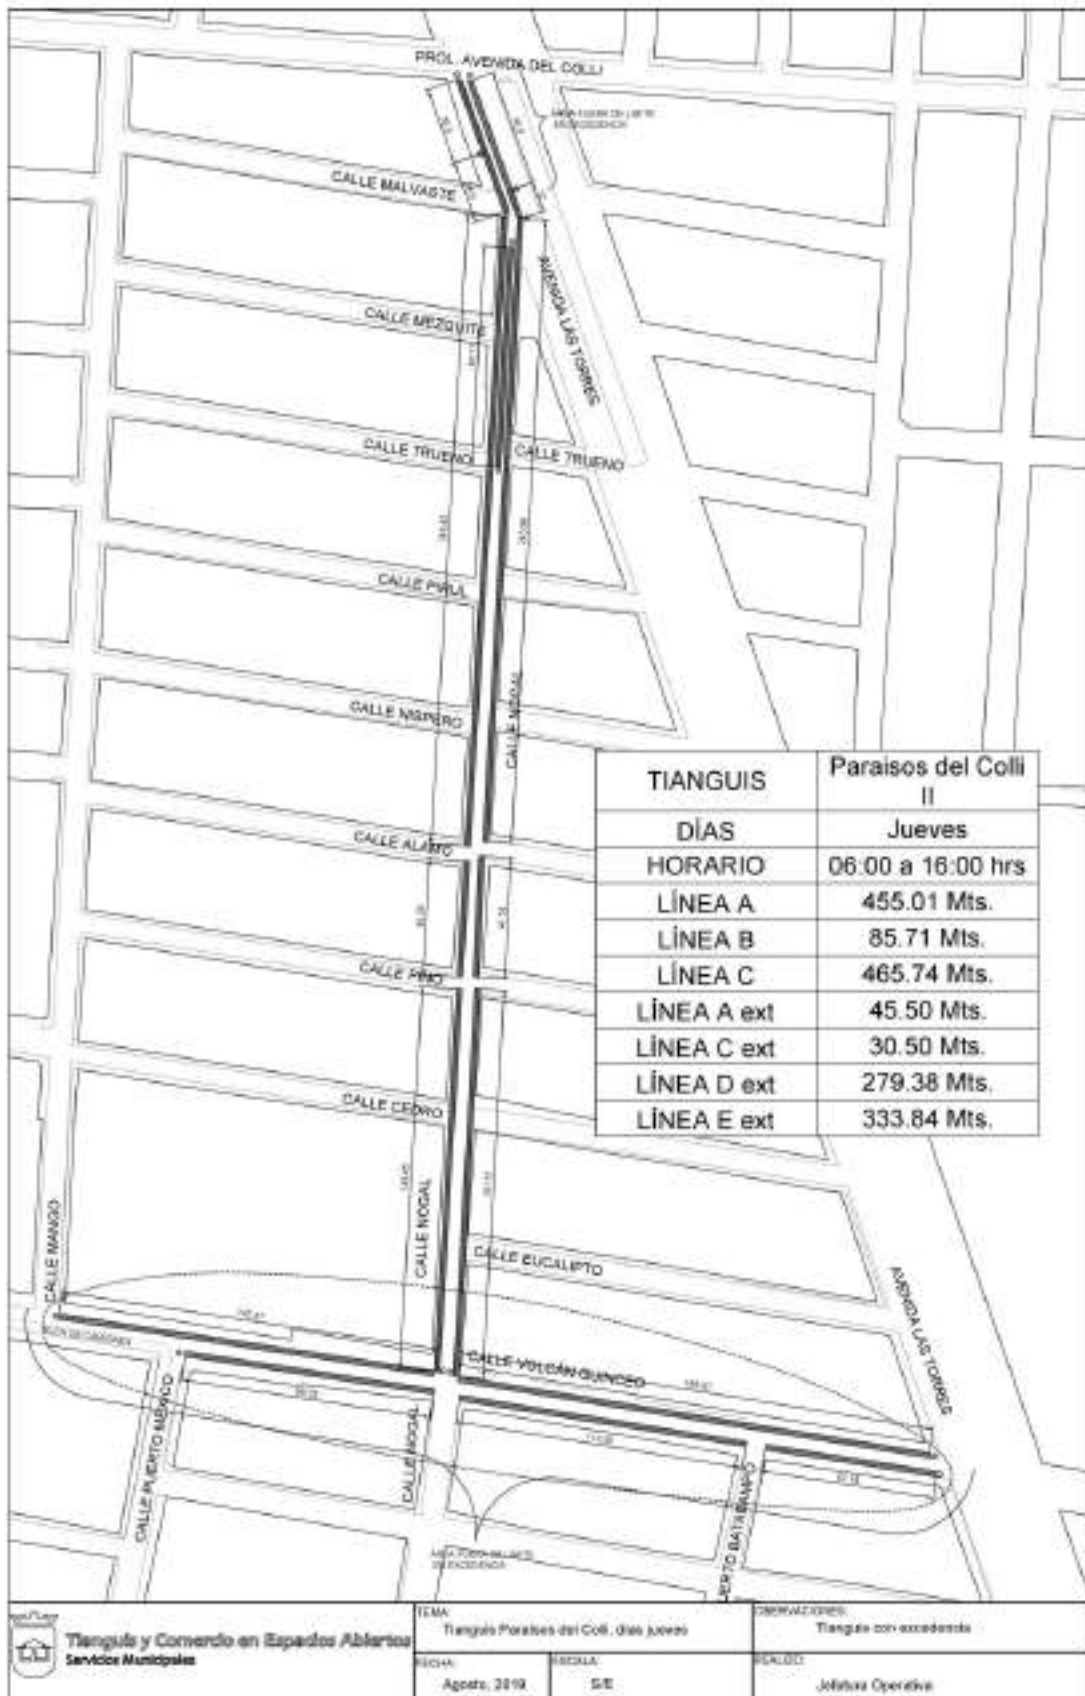 PROL. AVENIDA DEL COLLI
CALLE MALVASTE
AVENIDA LAS TORRES
CALLE MEZQUITE
CALLE TRUENO
CALLE TRUENO
CALLE PIRUL
CALLE NISPERO
CALLE NOGAL
TIANGUIS Paraisos del Colli II
DÍAS Jueves
HORARIO 06:00 a 16:00 hrs
LÍNEA A 455.01 Mts.
LÍNEA B 85.71 Mts.
LÍNEA C 465.74 Mts.
LÍNEA A ext 45.50 Mts.
LÍNEA C ext 30.50 Mts.
LÍNEA D ext 279.38 Mts.
LÍNEA E ext 333.84 Mts.
CALLE ALAMO
CALLE PINO
CALLE CEDRO
CALLE NOGAL
CALLE MANGO
CALLE EUCALIPTO
AVENIDA LAS TORRES
CALLE VOLCÁN QUINCEO
CALLE PUERTO MÉXICO
CALLE NOGAL
Tianguis y Comercio en Espacios Abiertos
Servicios Municipales
TEMA:
Tianguis Paraisos del Colli, dias jueves
OBSERVACIONES:
Tianguis con excedencia
FECHA:
Agosto, 2019
ESCALA:
S/E
REALIZÓ:
Jefatura Operativa